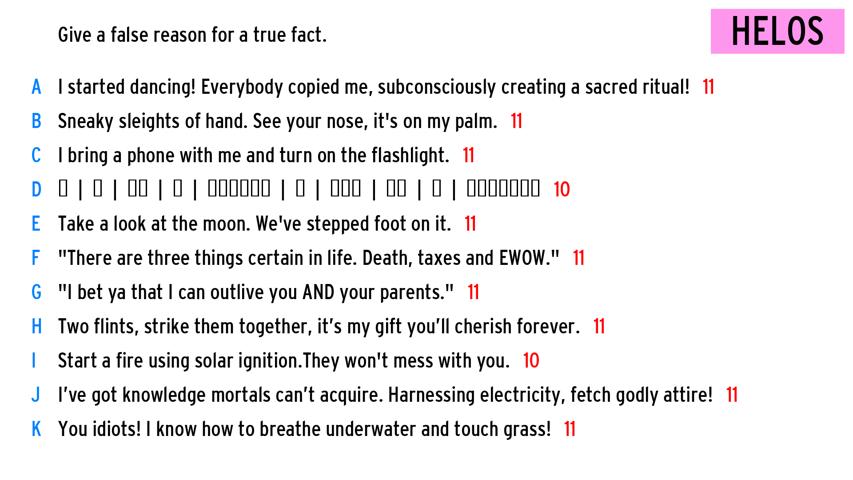 Give a false reason for a true fact.
HELOS
A I started dancing! Everybody copied me, subconsciously creating a sacred ritual! 11
B Sneaky sleights of hand. See your nose, it's on my palm. 11
C I bring a phone with me and turn on the flashlight. 11
D ▯ | ▯ | ▯▯ | ▯ | ▯▯▯▯▯▯ | ▯ | ▯▯▯ | ▯▯ | ▯ | ▯▯▯▯▯▯▯ 10
E Take a look at the moon. We've stepped foot on it. 11
F "There are three things certain in life. Death, taxes and EWOW." 11
G "I bet ya that I can outlive you AND your parents." 11
H Two flints, strike them together, it’s my gift you’ll cherish forever. 11
I Start a fire using solar ignition.They won't mess with you. 10
J I’ve got knowledge mortals can’t acquire. Harnessing electricity, fetch godly attire! 11
K You idiots! I know how to breathe underwater and touch grass! 11